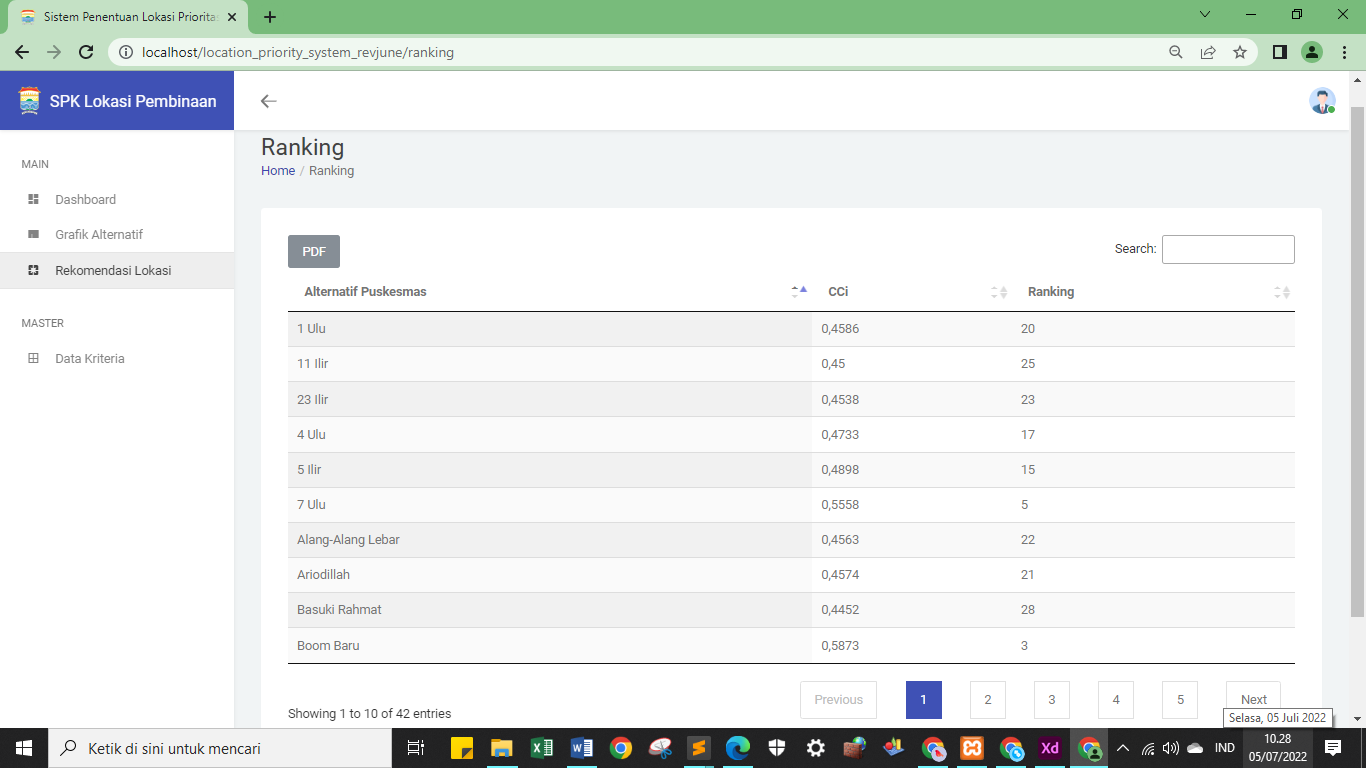 Sistem Penentuan Lokasi Priorita
localhost/location_priority_system_revjune/ranking
SPK Lokasi Pembinaan
MAIN
Dashboard
Grafik Alternatif
Rekomendasi Lokasi
MASTER
Data Kriteria
Ranking
Home / Ranking
PDF
Search:
Alternatif Puskesmas CCi Ranking
1 Ulu 0,4586 20
11 Ilir 0,45 25
23 Ilir 0,4538 23
4 Ulu 0,4733 17
5 Ilir 0,4898 15
7 Ulu 0,5558 5
Alang-Alang Lebar 0,4563 22
Ariodillah 0,4574 21
Basuki Rahmat 0,4452 28
Boom Baru 0,5873 3
Previous 1 2 3 4 5 Next
Showing 1 to 10 of 42 entries
Selasa, 05 Juli 2022
Ketik di sini untuk mencari
Xd
IND
10.28
05/07/2022